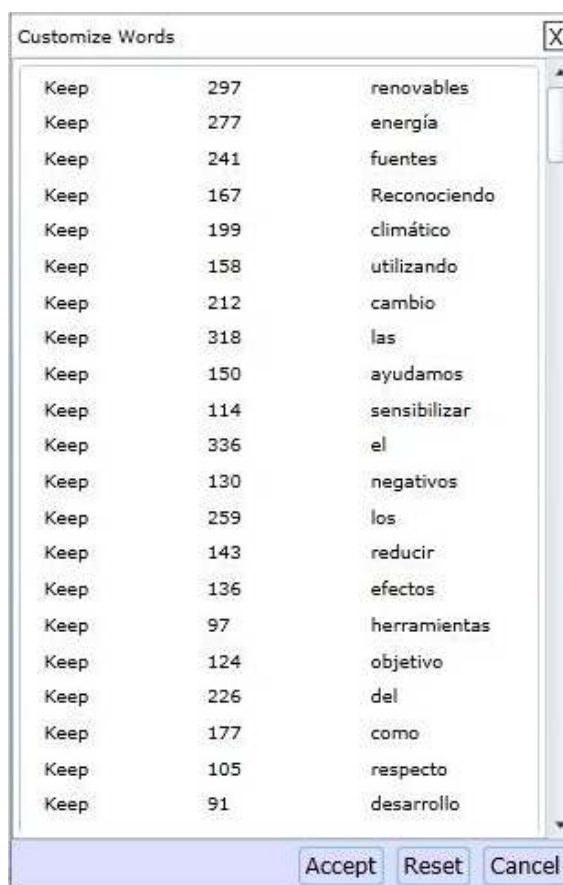 Customize Words X
Keep 297 renovables
Keep 277 energía
Keep 241 fuentes
Keep 167 Reconociendo
Keep 199 climático
Keep 158 utilizando
Keep 212 cambio
Keep 318 las
Keep 150 ayudamos
Keep 114 sensibilizar
Keep 336 el
Keep 130 negativos
Keep 259 los
Keep 143 reducir
Keep 136 efectos
Keep 97 herramientas
Keep 124 objetivo
Keep 226 del
Keep 177 como
Keep 105 respecto
Keep 91 desarrollo
Accept Reset Cancel